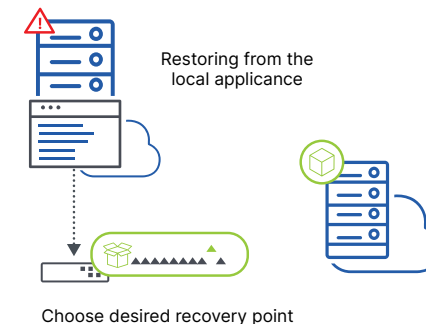 Restoring from the
local applicance
Choose desired recovery point